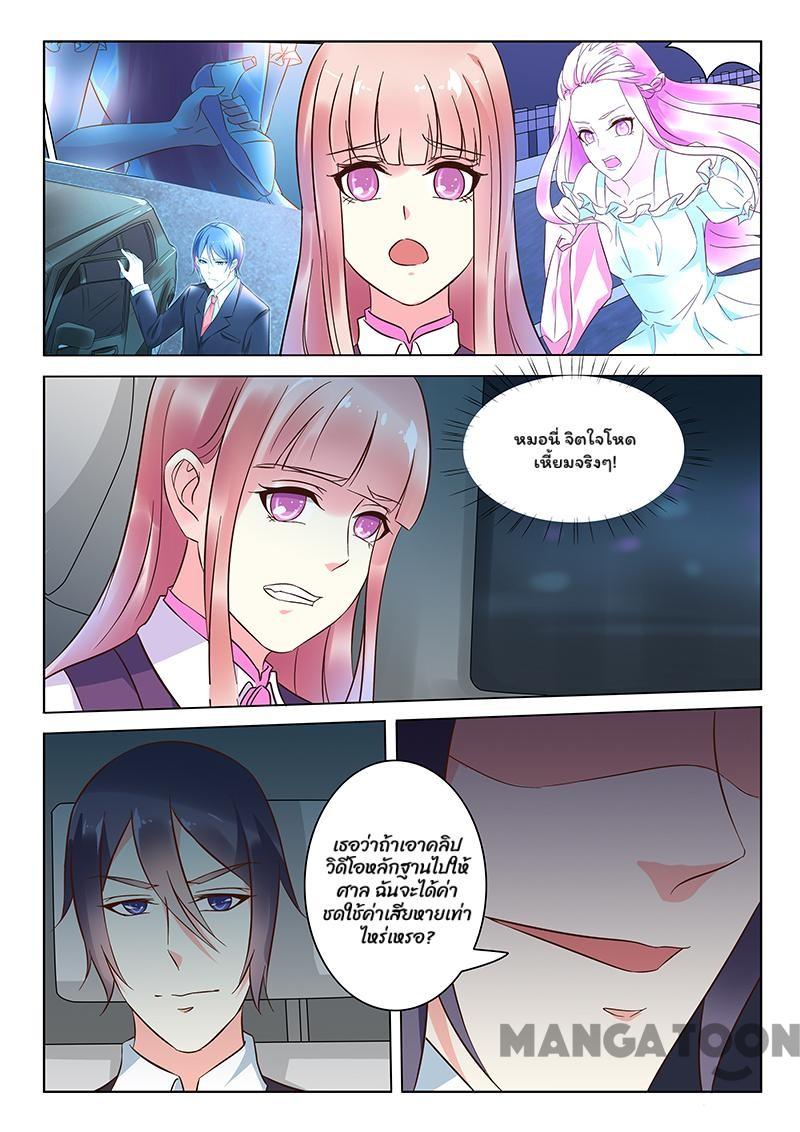 หมอนี่ จิตใจโหด
เหี้ยมจริงๆ!
เธอว่าถ้าเอาคลิป
วิดีโอหลักฐานไปให้
ศาล ฉันจะได้ค่า
ชดใช้ค่าเสียหายเท่า
ไหร่เหรอ?
MANGATOON